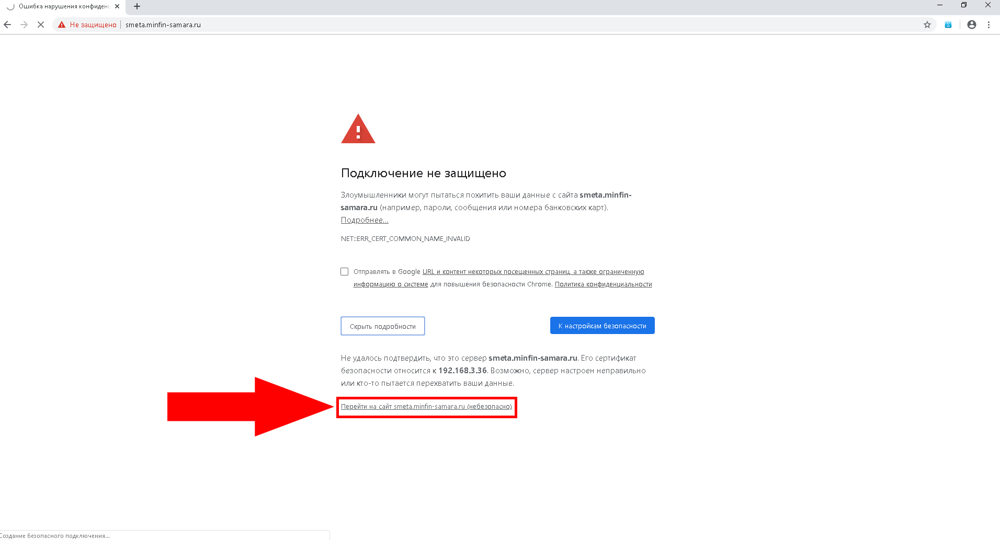 Ошибка нарушения конфиденц
Не защищено smeta.minfin-samara.ru
Подключение не защищено
Злоумышленники могут пытаться похитить ваши данные с сайта smeta.minfin-
samara.ru (например, пароли, сообщения или номера банковских карт).
Подробнее...
NET::ERR_CERT_COMMON_NAME_INVALID
Отправлять в Google URL и контент некоторых посещенных страниц, а также ограниченную
информацию о системе для повышения безопасности Chrome. Политика конфиденциальности
Скрыть подробности
К настройкам безопасности
Не удалось подтвердить, что это сервер smeta.minfin-samara.ru. Его сертификат
безопасности относится к 192.168.3.36. Возможно, сервер настроен неправильно
или кто-то пытается перехватить ваши данные.
Перейти на сайт smeta.minfin-samara.ru (небезопасно)
Создание безопасного подключения...